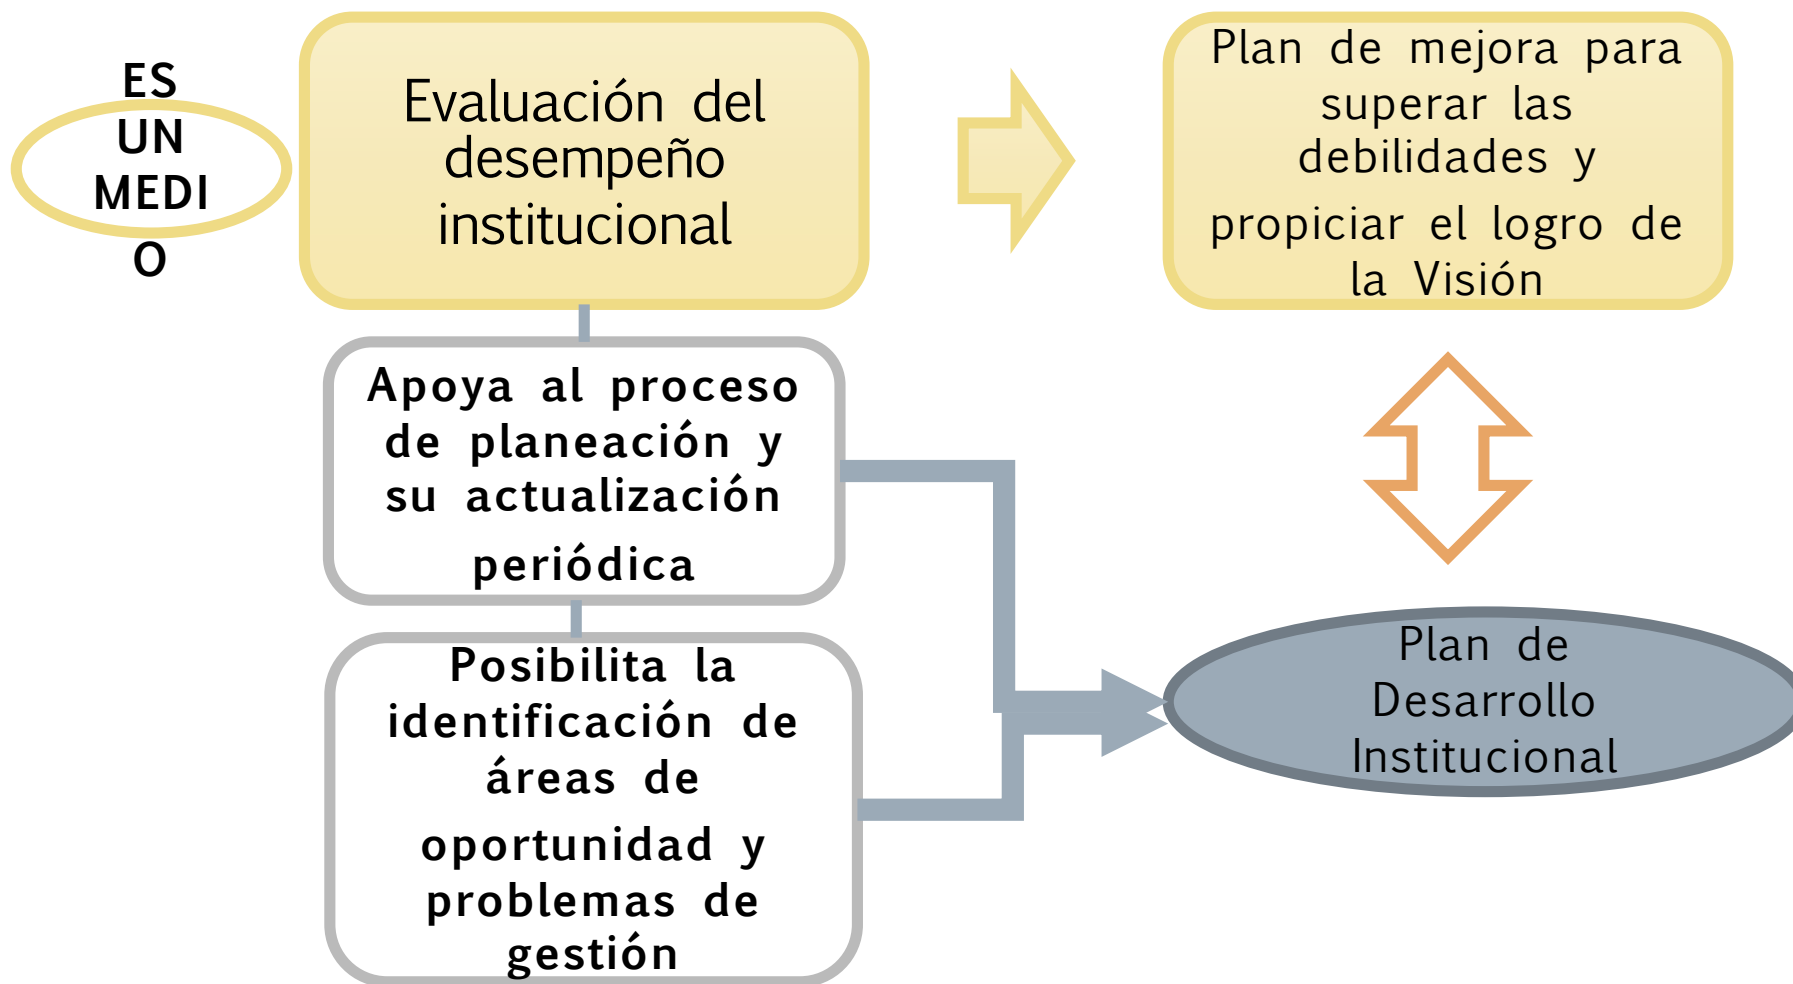 ES
UN
MEDI
O
Evaluación del
desempeño
institucional
Plan de mejora para
superar las
debilidades y
propiciar el logro de
la Visión
Apoya al proceso
de planeación y
su actualización
periódica
Posibilita la
identificación de
áreas de
oportunidad y
problemas de
gestión
Plan de
Desarrollo
Institucional